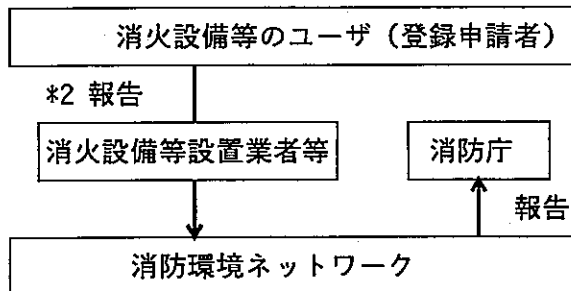 消火設備等のユーザ（登録申請者）
*2 報告
消火設備等設置業者等
消防庁
報告
消防環境ネットワーク